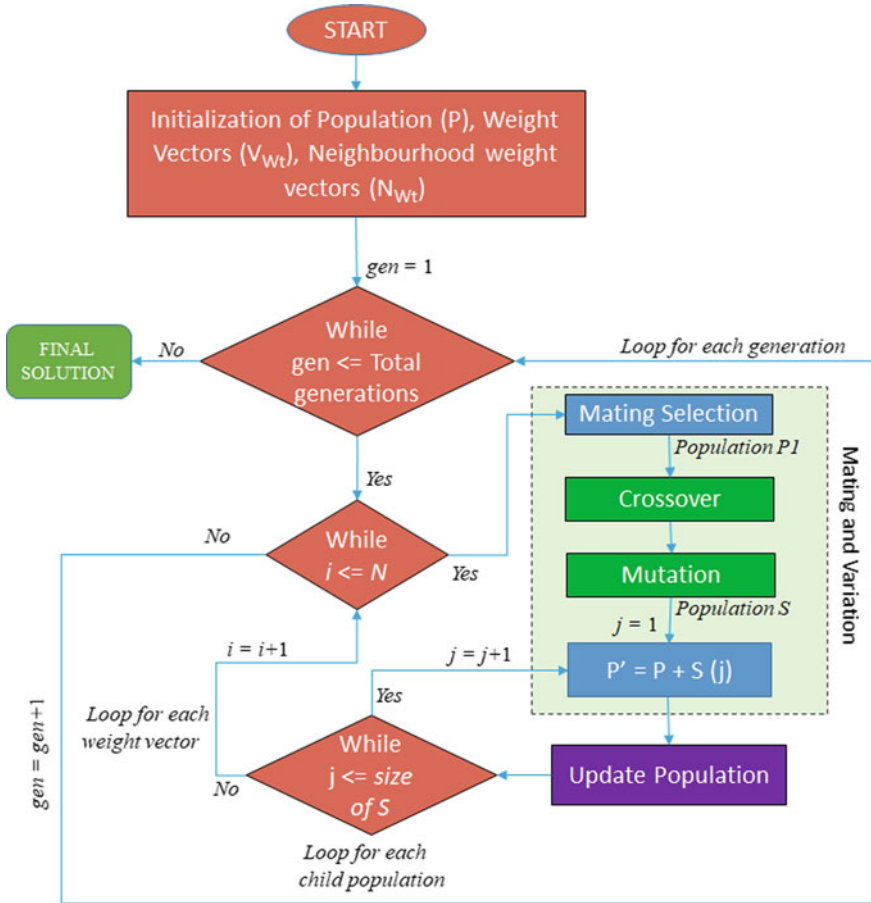 START
Initialization of Population (P), Weight
Vectors (V_Wt), Neighbourhood weight
vectors (N_Wt)
gen = 1
While
gen <= Total
generations
No
FINAL
SOLUTION
Loop for each generation
Yes
Mating Selection
Population P1
Crossover
Mutation
Population S
j = 1
P' = P + S (j)
Mating and Variation
While
i <= N
No
Yes
i = i+1
j = j+1
Yes
Loop for each
weight vector
While
j <= size
of S
No
Update Population
Loop for each
child population
gen = gen+1